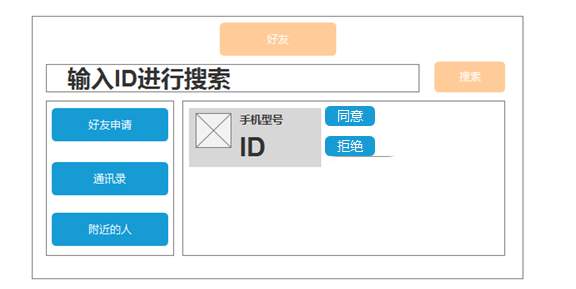 好友
输入ID进行搜索
搜索
好友申请
通讯录
附近的人
手机型号
ID
同意
拒绝